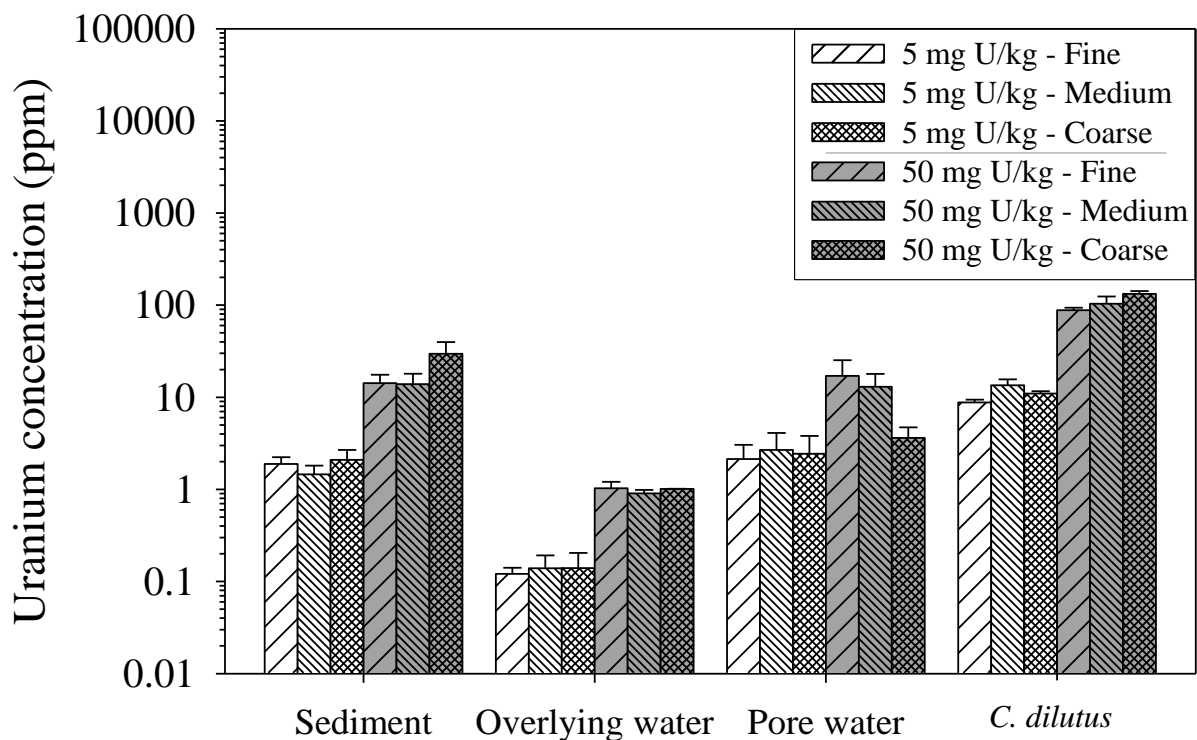 Uranium concentration (ppm)
100000
10000
1000
100
10
1
0.1
0.01
5 mg U/kg - Fine
5 mg U/kg - Medium
5 mg U/kg - Coarse
50 mg U/kg - Fine
50 mg U/kg - Medium
50 mg U/kg - Coarse
Sediment Overlying water Pore water C. dilutus